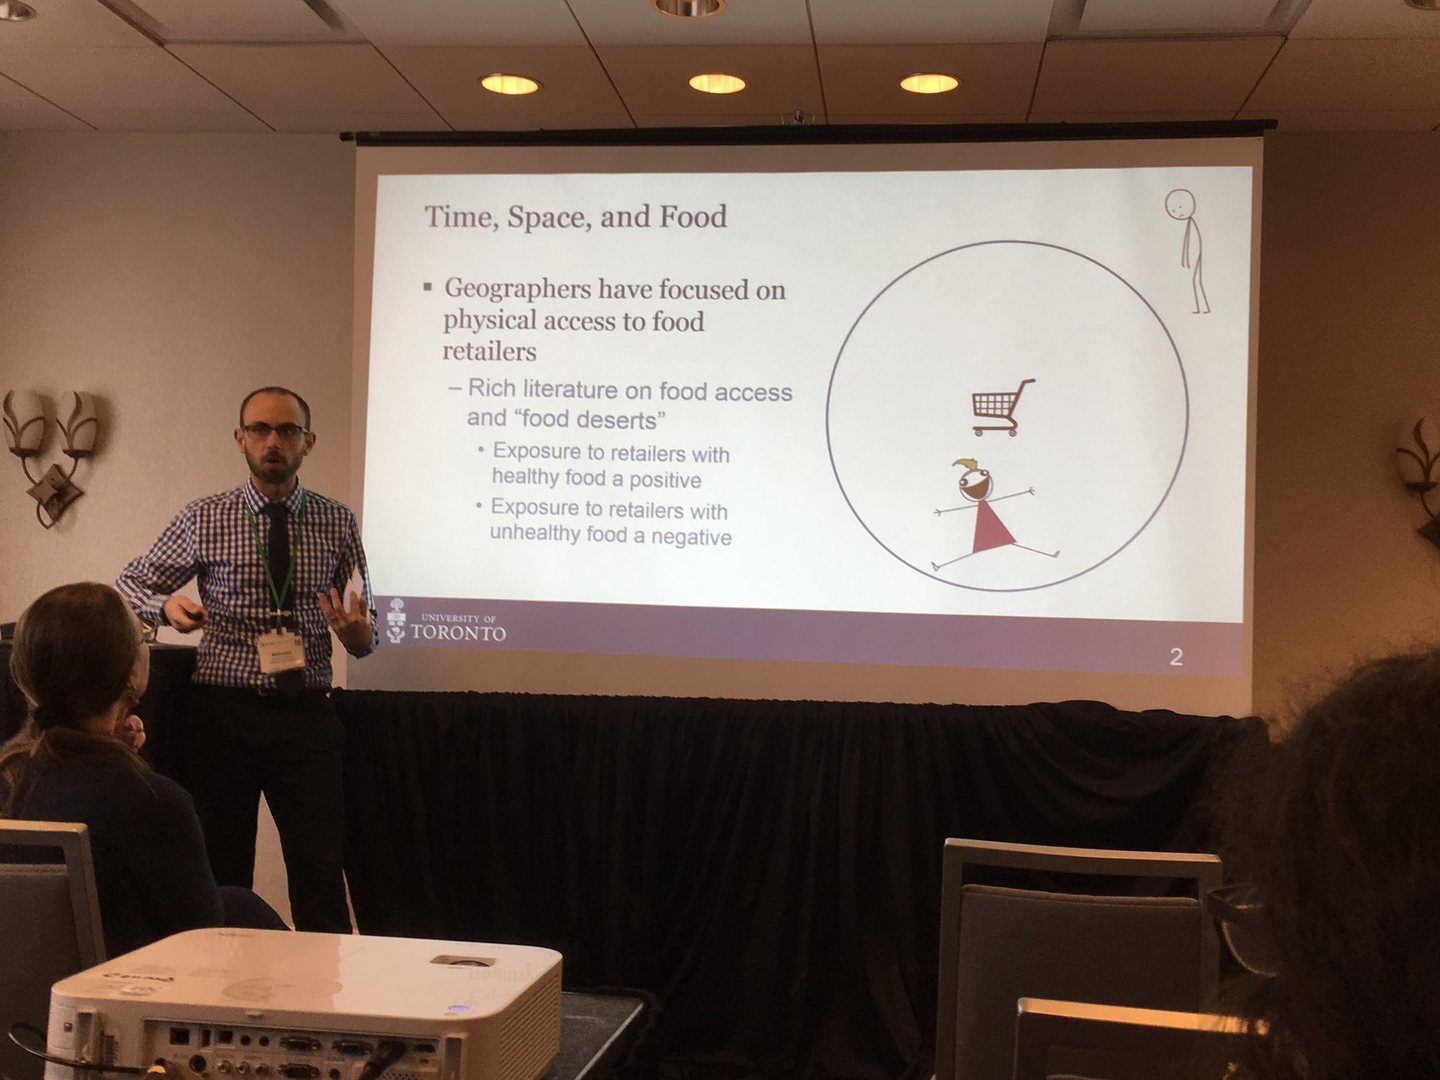 Time, Space, and Food
▪ Geographers have focused on
physical access to food
retailers
– Rich literature on food access
and “food deserts”
• Exposure to retailers with
healthy food a positive
• Exposure to retailers with
unhealthy food a negative
UNIVERSITY OF
TORONTO
2